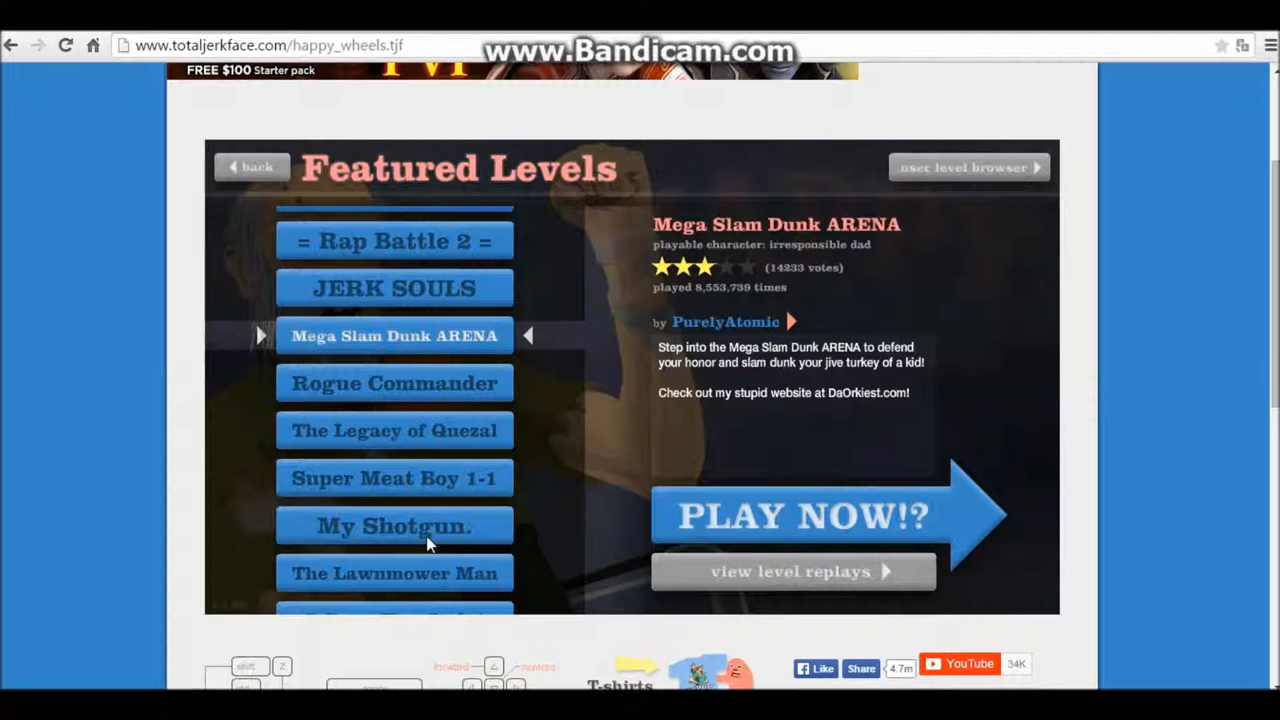 www.totaljerkface.com/happy_wheels.tjf
www.Bandicam.com
FREE $100 Starter pack
back
Featured Levels
user level browser
= Rap Battle 2 =
JERK SOULS
Mega Slam Dunk ARENA
Rogue Commander
The Legacy of Quezal
Super Meat Boy 1-1
My Shotgun.
The Lawnmower Man
Mega Slam Dunk ARENA
playable character: irresponsible dad
(14233 votes)
played 8,553,739 times
by PurelyAtomic
Step into the Mega Slam Dunk ARENA to defend
your honor and slam dunk your jive turkey of a kid!
Check out my stupid website at DaOrkiest.com!
PLAY NOW!?
view level replays
shift Z
forward reverse
T-shirts
Like Share 4.7m YouTube 34K